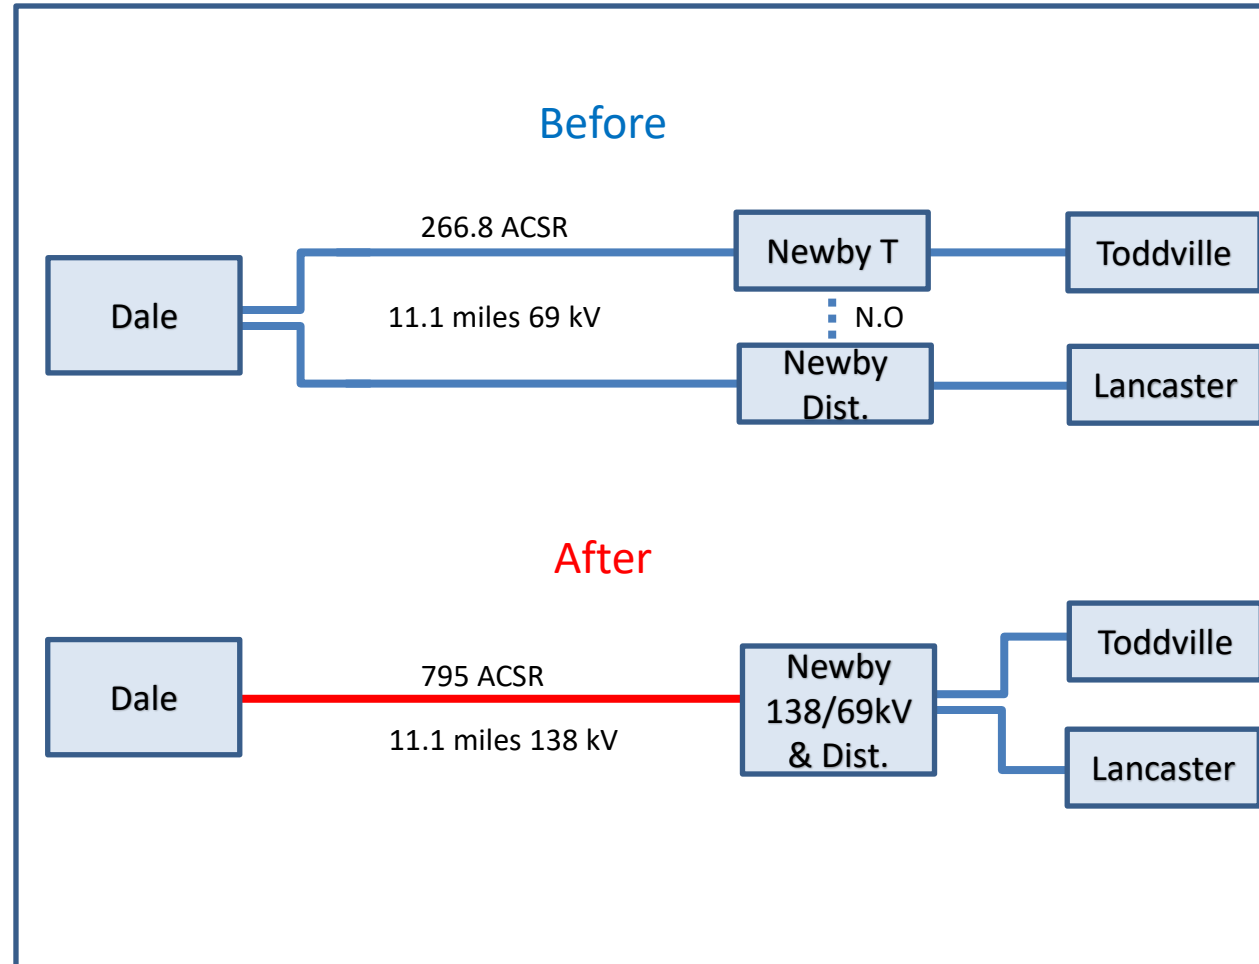 Before
266.8 ACSR
Newby T
Toddville
Dale
11.1 miles 69 kV
N.O
Newby
Dist.
Lancaster
After
Toddville
795 ACSR
Dale
Newby
138/69kV
& Dist.
11.1 miles 138 kV
Lancaster